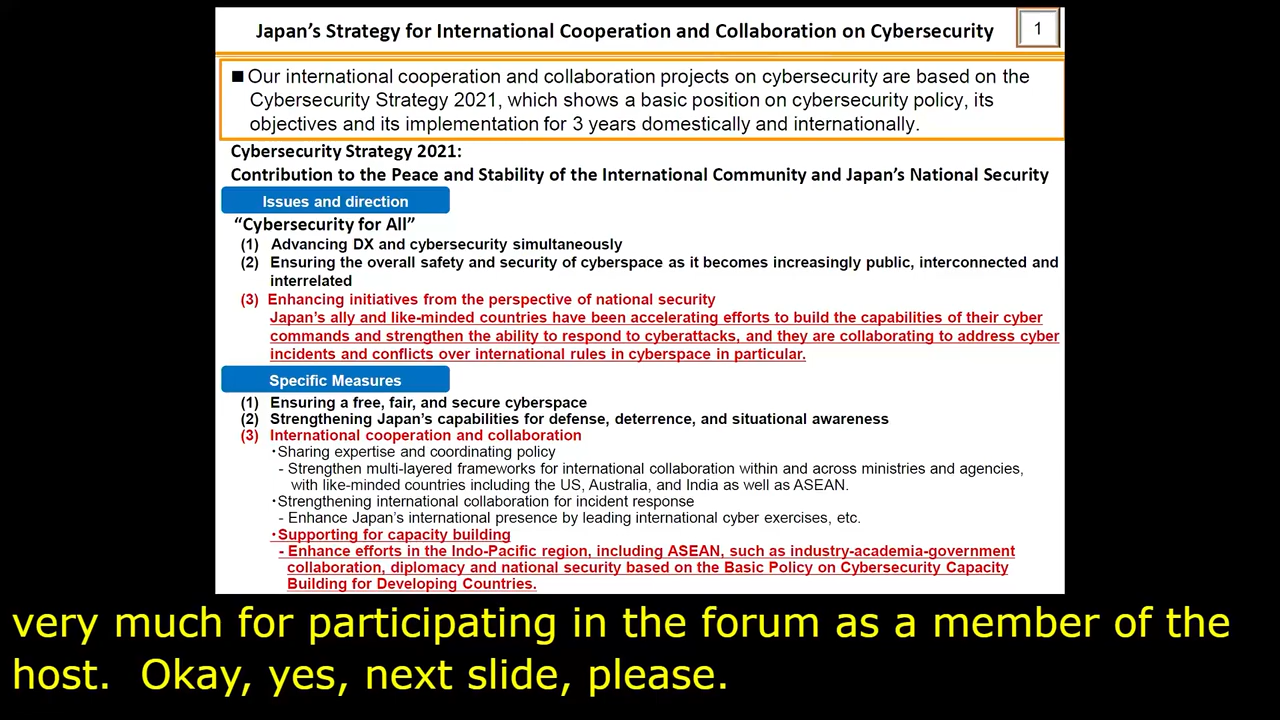 Japan's Strategy for International Cooperation and Collaboration on Cybersecurity
1
■ Our international cooperation and collaboration projects on cybersecurity are based on the
Cybersecurity Strategy 2021, which shows a basic position on cybersecurity policy, its
objectives and its implementation for 3 years domestically and internationally.
Cybersecurity Strategy 2021:
Contribution to the Peace and Stability of the International Community and Japan's National Security
Issues and direction
“Cybersecurity for All”
(1) Advancing DX and cybersecurity simultaneously
(2) Ensuring the overall safety and security of cyberspace as it becomes increasingly public, interconnected and
interrelated
(3) Enhancing initiatives from the perspective of national security
Japan's ally and like-minded countries have been accelerating efforts to build the capabilities of their cyber
commands and strengthen the ability to respond to cyberattacks, and they are collaborating to address cyber
incidents and conflicts over international rules in cyberspace in particular.
Specific Measures
(1) Ensuring a free, fair, and secure cyberspace
(2) Strengthening Japan's capabilities for defense, deterrence, and situational awareness
(3) International cooperation and collaboration
・Sharing expertise and coordinating policy
- Strengthen multi-layered frameworks for international collaboration within and across ministries and agencies,
with like-minded countries including the US, Australia, and India as well as ASEAN.
・Strengthening international collaboration for incident response
- Enhance Japan's international presence by leading international cyber exercises, etc.
・Supporting for capacity building
- Enhance efforts in the Indo-Pacific region, including ASEAN, such as industry-academia-government
collaboration, diplomacy and national security based on the Basic Policy on Cybersecurity Capacity
Building for Developing Countries.
very much for participating in the forum as a member of the
host.  Okay, yes, next slide, please.